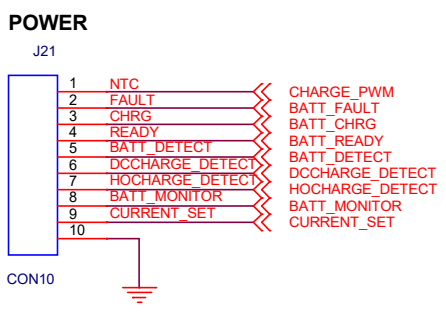 POWER
J21
1 NTC CHARGE_PWM
2 FAULT BATT_FAULT
3 CHRG BATT_CHRG
4 READY BATT_READY
5 BATT_DETECT BATT_DETECT
6 DCCHARGE_DETECT DCCHARGE_DETECT
7 HOCHARGE_DETECT HOCHARGE_DETECT
8 BATT_MONITOR BATT_MONITOR
9 CURRENT_SET CURRENT_SET
10
CON10